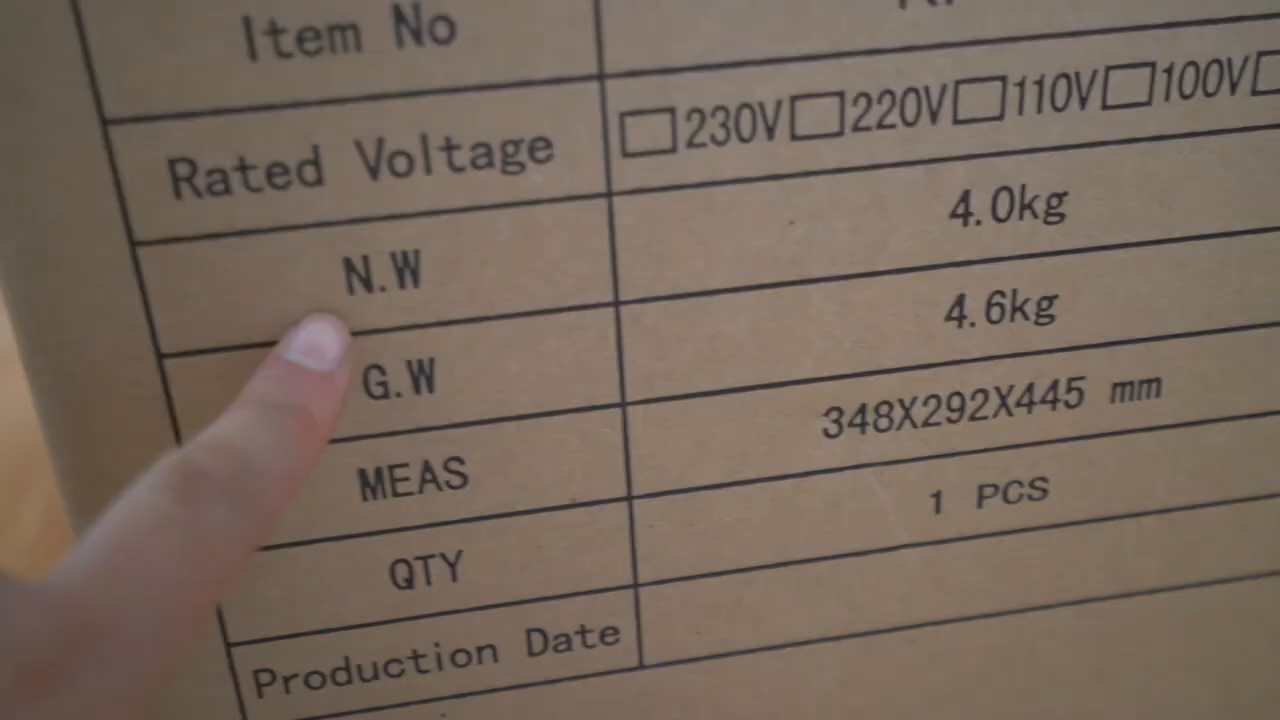 Item No
Rated Voltage □230V□220V□110V□100V□
N.W 4.0kg
G.W 4.6kg
MEAS 348X292X445 mm
QTY 1 PCS
Production Date